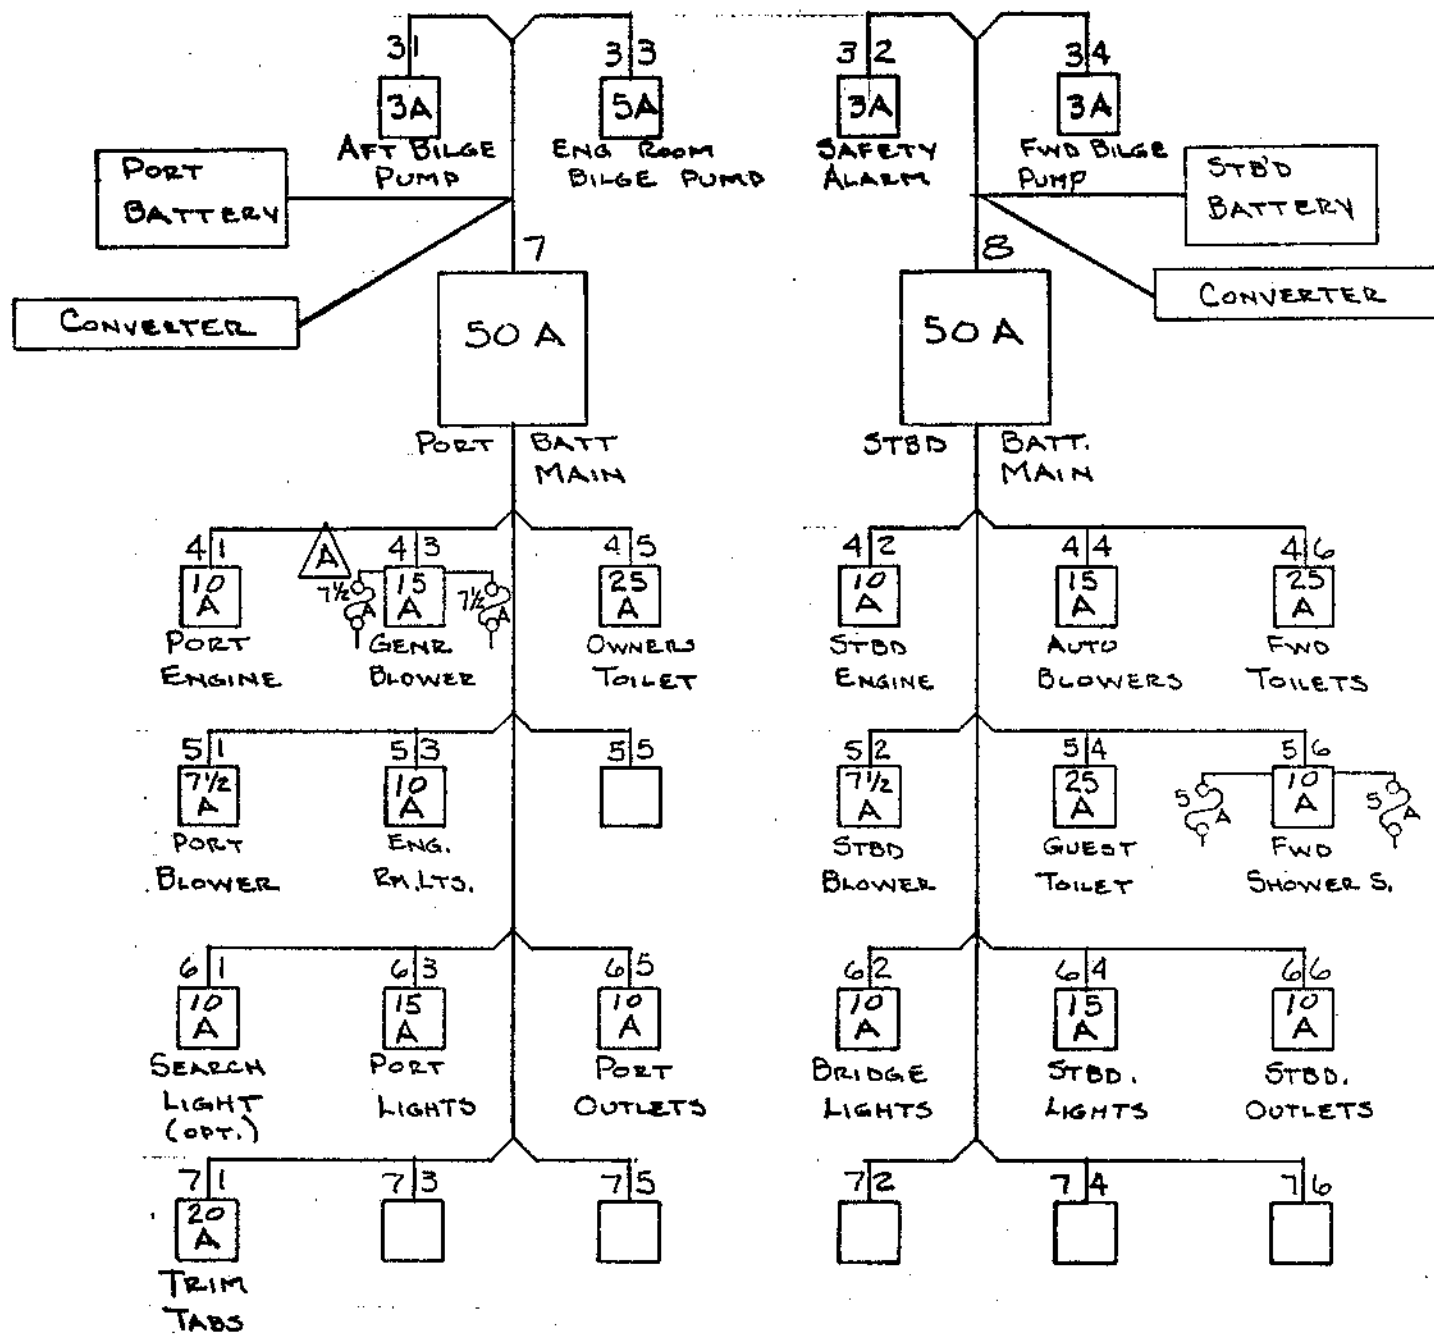 31 33 32 34
3A 5A 3A 3A
AFT BILGE PUMP
ENG ROOM BILGE PUMP
SAFETY ALARM
FWD BILGE PUMP
PORT BATTERY
STB'D BATTERY
7 8
CONVERTER
CONVERTER
50 A 50 A
PORT BATT MAIN
STBD BATT. MAIN
41 A 43 45 42 44 46
10 A 7½ A 15 A 7½ A 25 A 10 A 15 A 25 A
PORT ENGINE
GENR BLOWER
OWNERS TOILET
STBD ENGINE
AUTO BLOWERS
FWD TOILETS
51 53 55 52 54 56
7½ A 10 A 7½ A 25 A 5 A 10 A 5 A
PORT BLOWER
ENG. RM. LTS.
STBD BLOWER
GUEST TOILET
FWD SHOWER S.
61 63 65 62 64 66
10 A 15 A 10 A 10 A 15 A 10 A
SEARCH LIGHT (OPT.)
PORT LIGHTS
PORT OUTLETS
BRIDGE LIGHTS
STBD. LIGHTS
STBD. OUTLETS
71 73 75 72 74 76
20 A
TRIM TABS